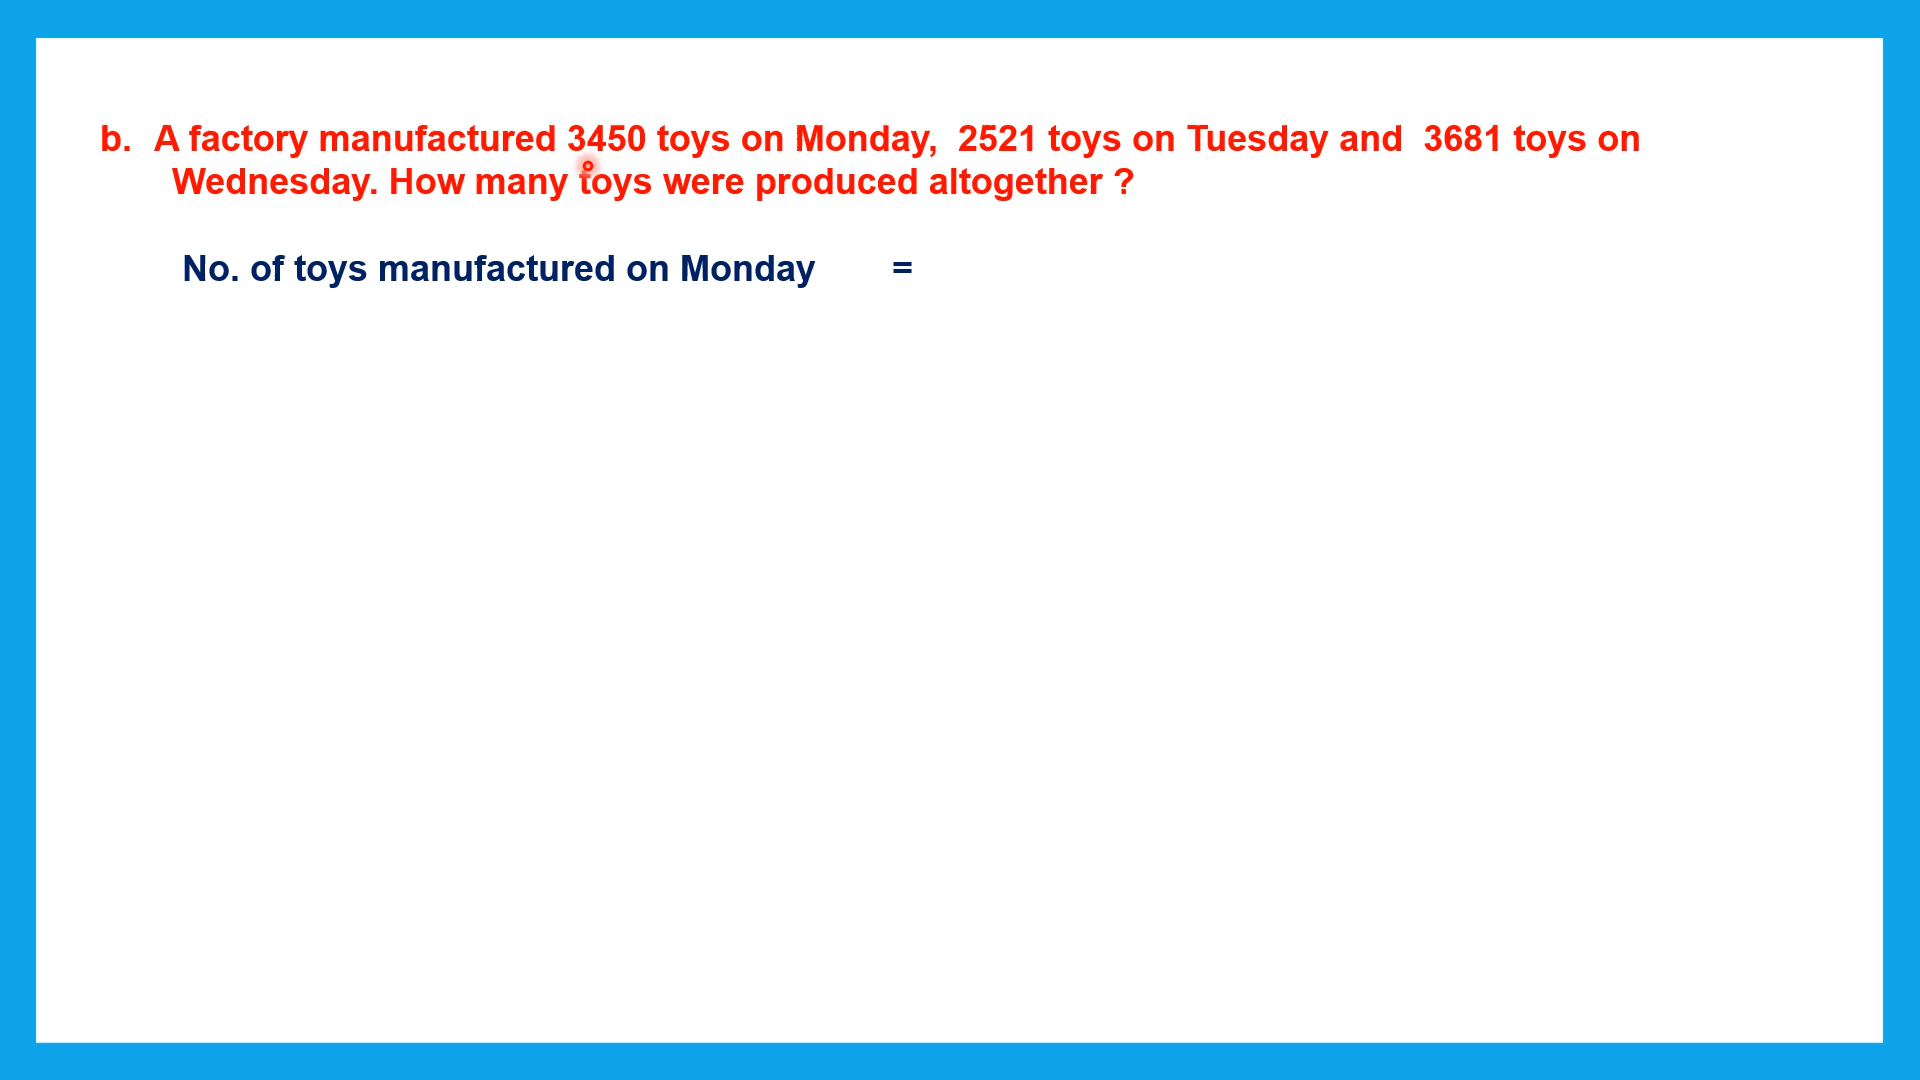 b. A factory manufactured 3450 toys on Monday, 2521 toys on Tuesday and 3681 toys on
Wednesday. How many toys were produced altogether ?
No. of toys manufactured on Monday =